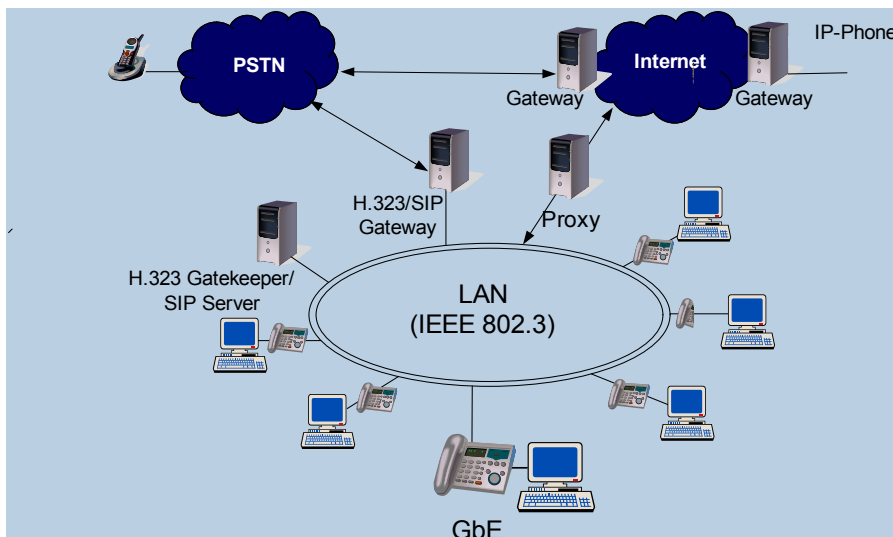 IP-Phone
PSTN
Internet
Gateway
Gateway
H.323/SIP
Gateway
Proxy
H.323 Gatekeeper/
SIP Server
LAN
(IEEE 802.3)
GbE